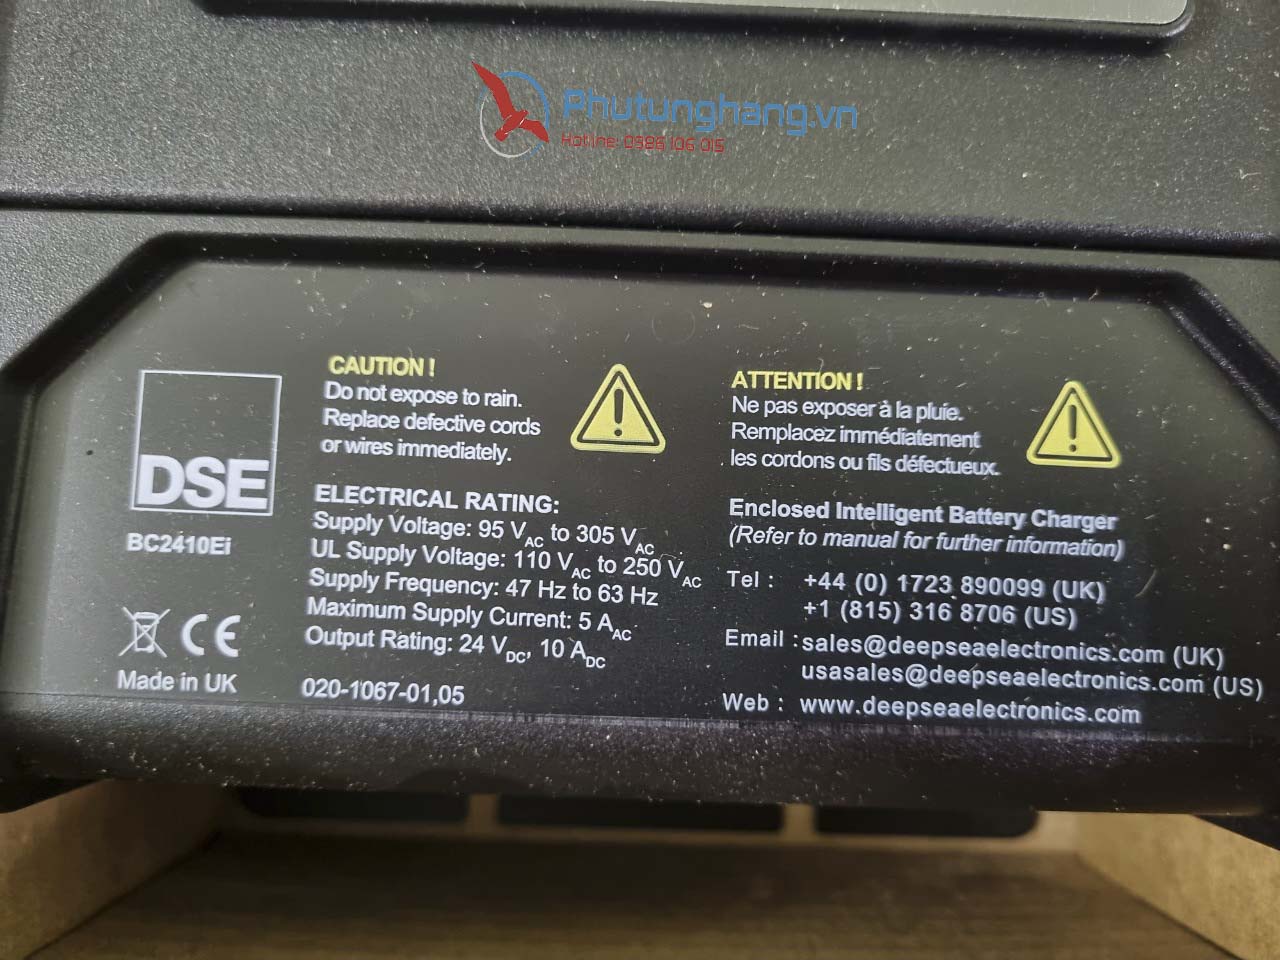 Phutunghang.vn
Hotline: 0986 106 015
CAUTION !
Do not expose to rain.
Replace defective cords
or wires immediately.
ATTENTION !
Ne pas exposer à la pluie.
Remplacez immédiatement
les cordons ou fils défectueux.
DSE
BC2410Ei
Made in UK
ELECTRICAL RATING:
Supply Voltage: 95 VAC to 305 VAC
UL Supply Voltage: 110 VAC to 250 VAC
Supply Frequency: 47 Hz to 63 Hz
Maximum Supply Current: 5 AAC
Output Rating: 24 VDC, 10 ADC
020-1067-01,05
Enclosed Intelligent Battery Charger
(Refer to manual for further information)
Tel : +44 (0) 1723 890099 (UK)
+1 (815) 316 8706 (US)
Email : sales@deepseaelectronics.com (UK)
usasales@deepseaelectronics.com (US)
Web : www.deepseaelectronics.com
CE